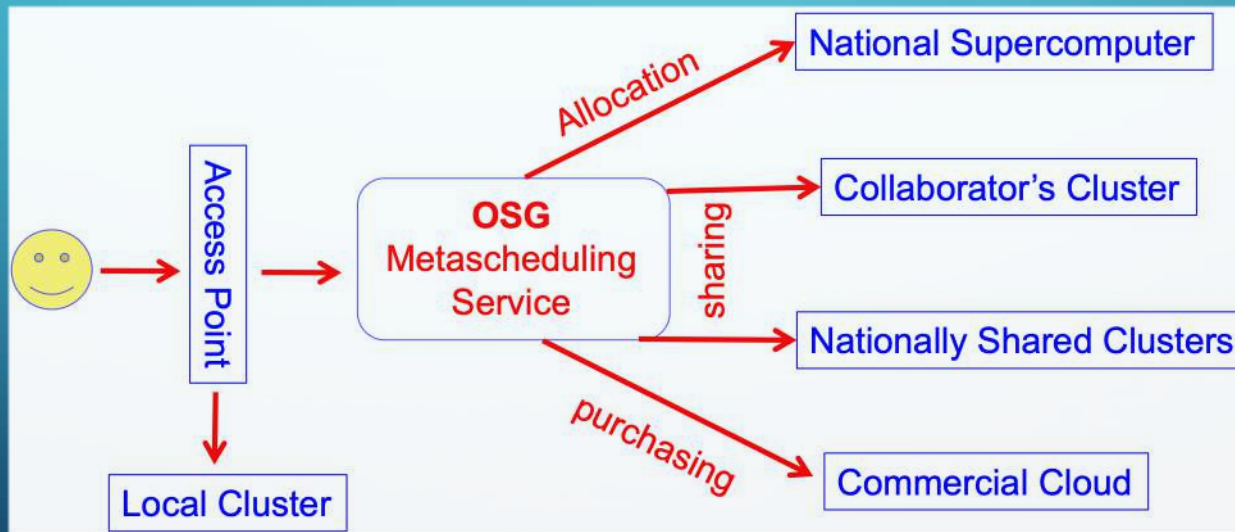 National Supercomputer
Allocation
Access Point
OSG
Metascheduling
Service
Collaborator’s Cluster
sharing
Nationally Shared Clusters
purchasing
Local Cluster
Commercial Cloud